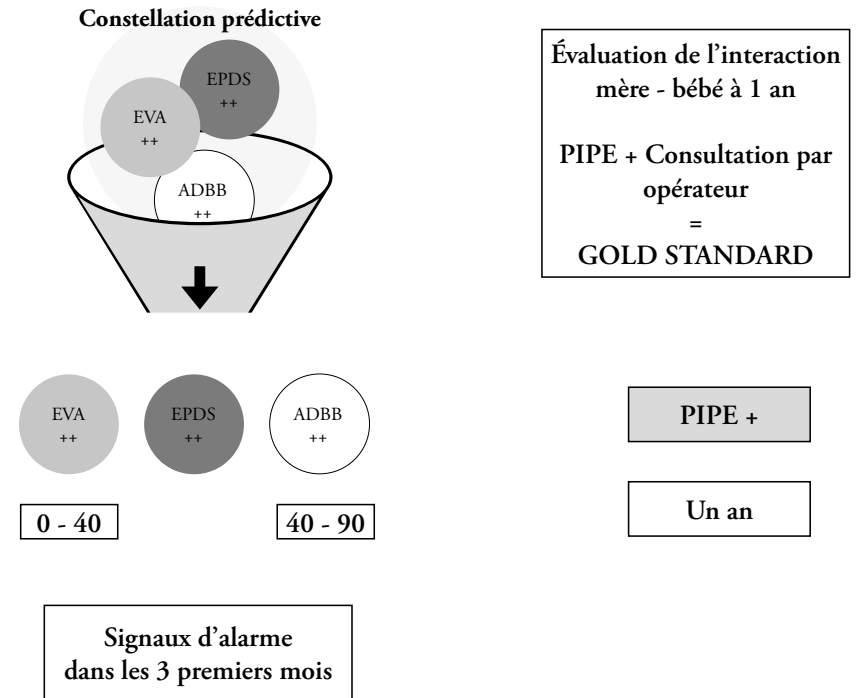 Constellation prédictive
EPDS
++
EVA
++
ADBB
++
Évaluation de l’interaction
mère - bébé à 1 an
PIPE + Consultation par
opérateur
=
GOLD STANDARD
EVA
++
EPDS
++
ADBB
++
PIPE +
0 - 40
40 - 90
Un an
Signaux d’alarme
dans les 3 premiers mois